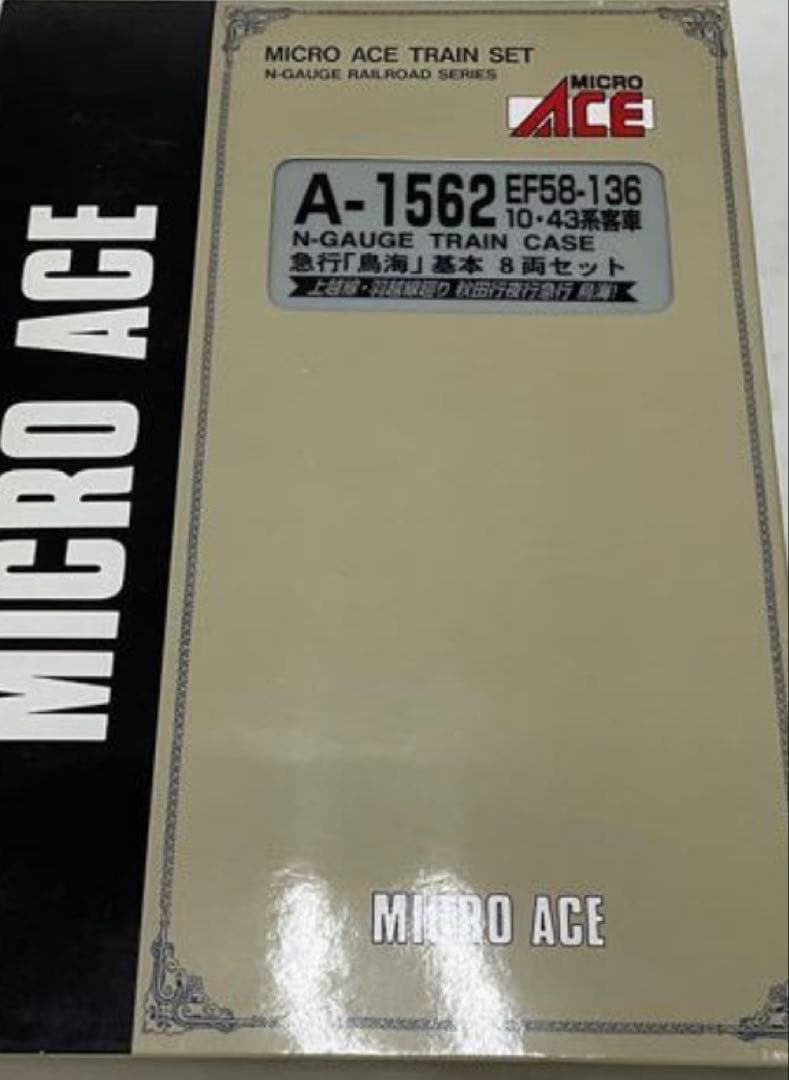 MICRO ACE
MICRO ACE TRAIN SET
N-GAUGE RAILROAD SERIES
MICRO
ACE
A-1562 EF58-136
10・43系客車
N-GAUGE TRAIN CASE
急行「鳥海」基本 8両セット
上越線・羽越線廻り 秋田行夜行急行 鳥海!
MICRO ACE